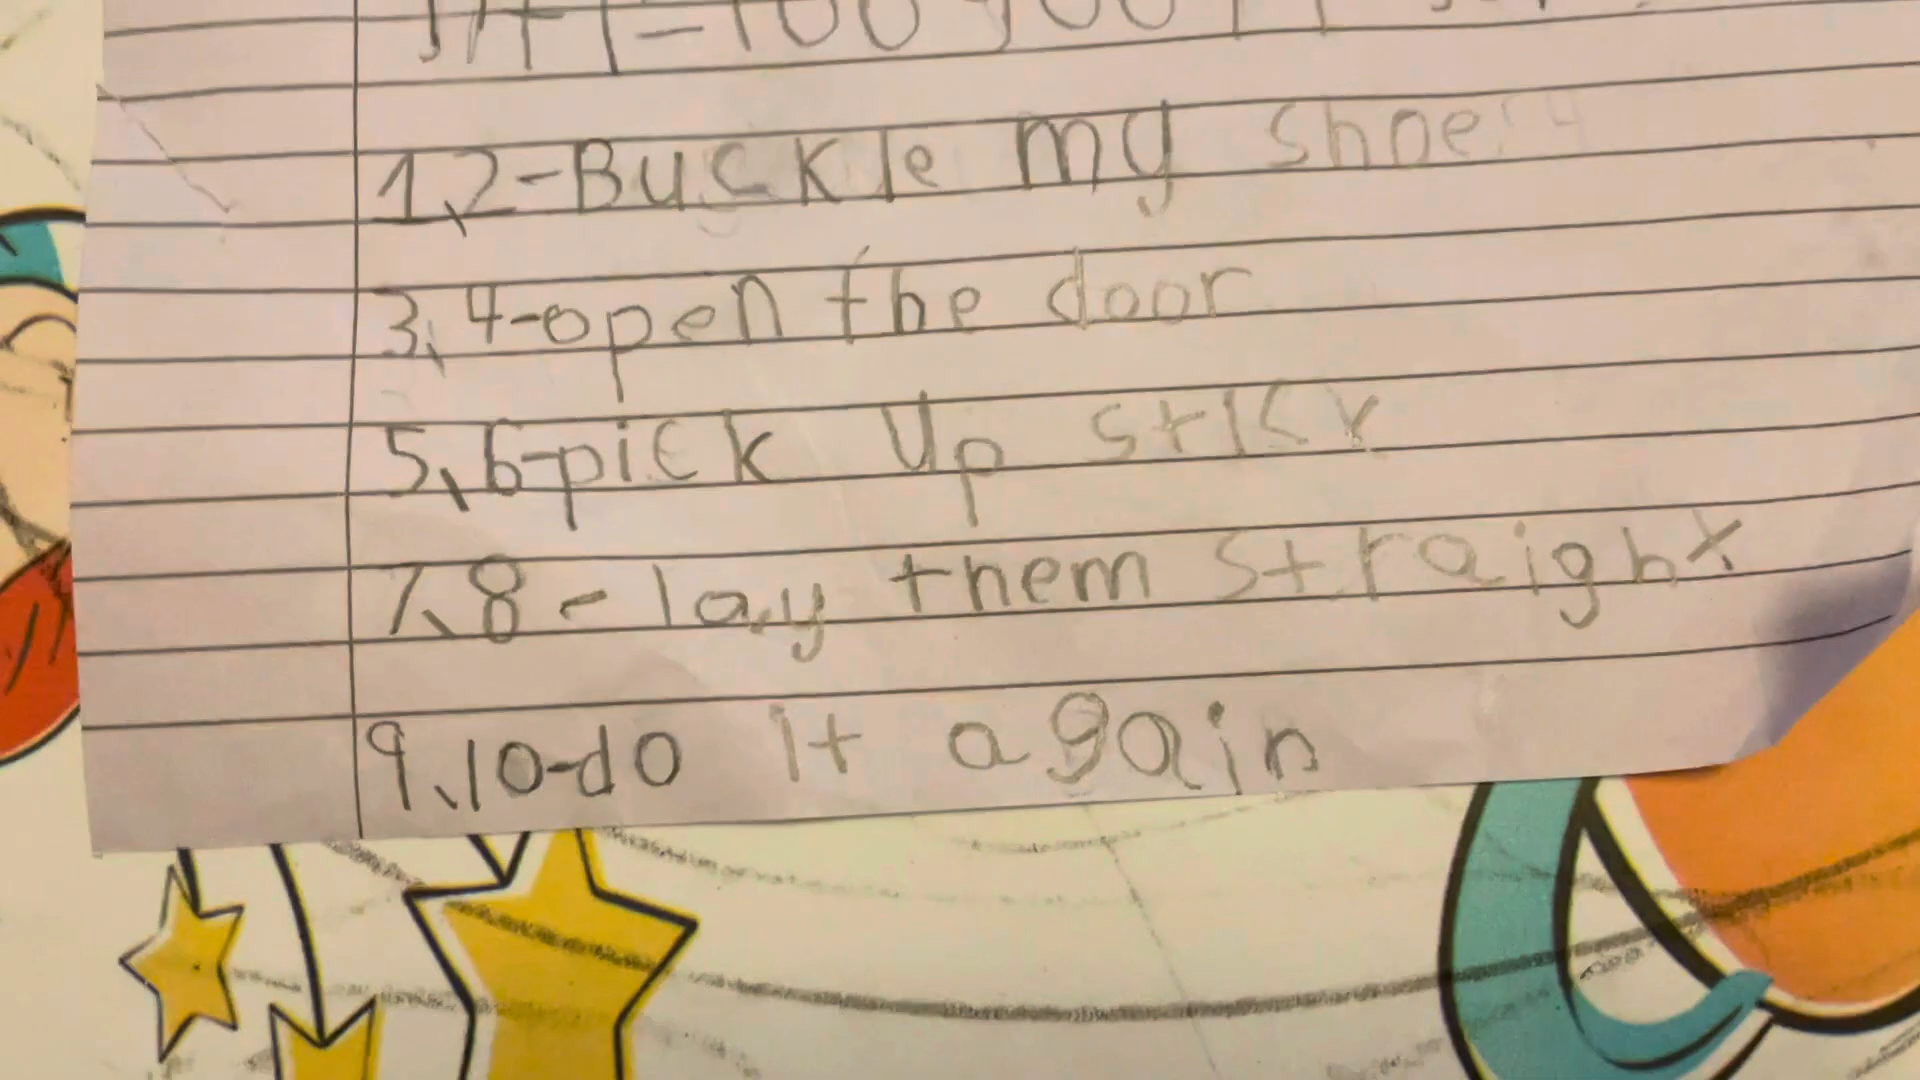 1,2-Buckle my shoe
3,4-open the door
5,6-pick up stick
7,8-lay them straight
9,10-do it again